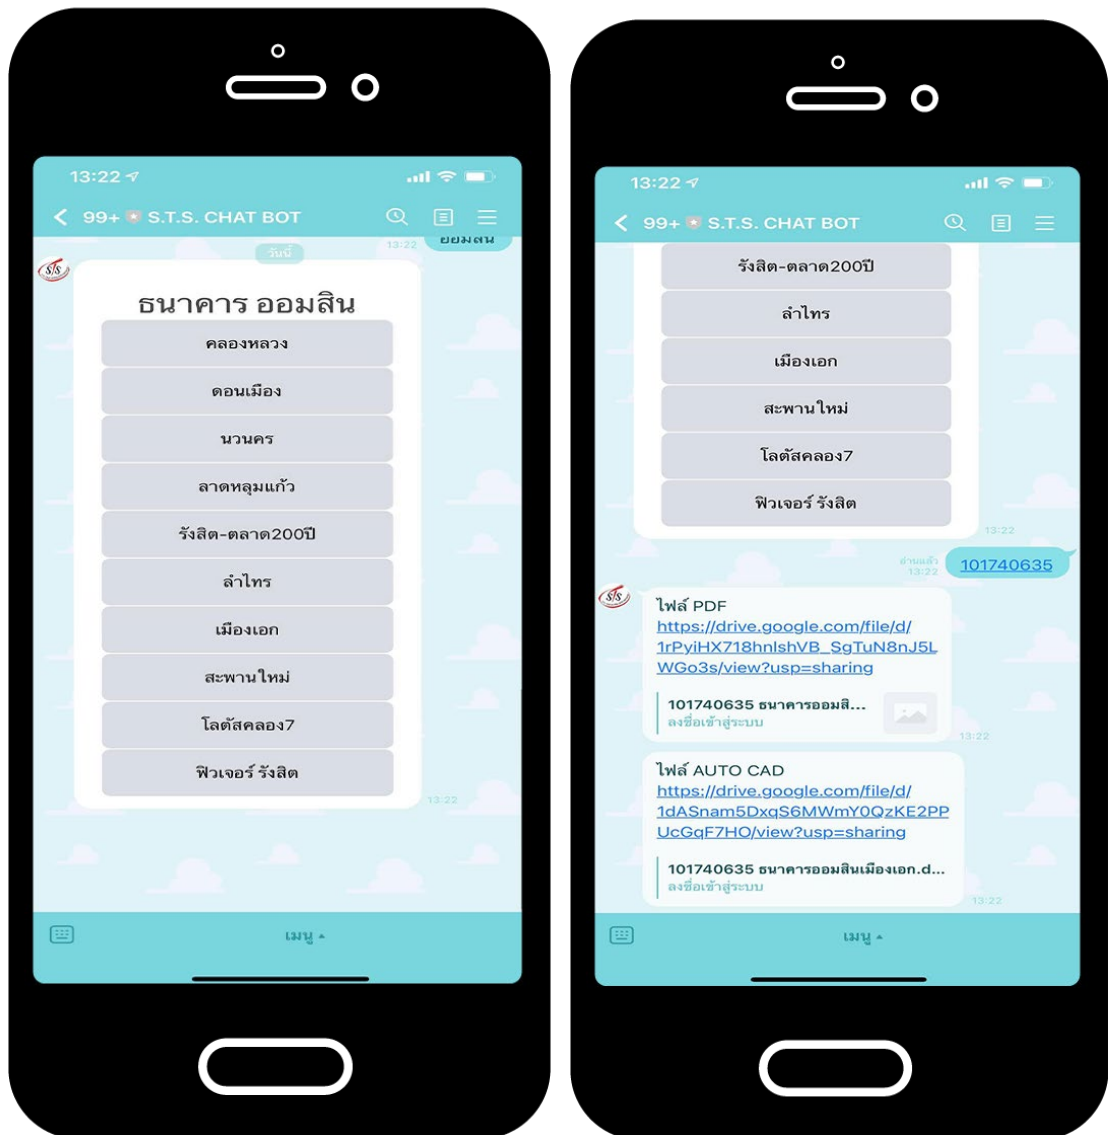 13:22
99+ S.T.S. CHAT BOT
13:22 ออมสิน
วันนี้
STS
ธนาคาร ออมสิน
คลองหลวง
ดอนเมือง
นวนคร
ลาดหลุมแก้ว
รังสิต-ตลาด200ปี
ลำไทร
เมืองเอก
สะพานใหม่
โลตัสคลอง7
ฟิวเจอร์ รังสิต
13:22
เมนู
13:22
99+ S.T.S. CHAT BOT
รังสิต-ตลาด200ปี
ลำไทร
เมืองเอก
สะพานใหม่
โลตัสคลอง7
ฟิวเจอร์ รังสิต
13:22
อ่านแล้ว
13:22 101740635
STS
ไฟล์ PDF
https://drive.google.com/file/d/
1rPyiHX718hnlshVB_SgTuN8nJ5L
WGo3s/view?usp=sharing
101740635 ธนาคารออมสิ...
ลงชื่อเข้าสู่ระบบ
13:22
ไฟล์ AUTO CAD
https://drive.google.com/file/d/
1dASnam5DxqS6MWmY0QzKE2PP
UcGqF7HO/view?usp=sharing
101740635 ธนาคารออมสินเมืองเอก.d...
ลงชื่อเข้าสู่ระบบ
13:22
เมนู